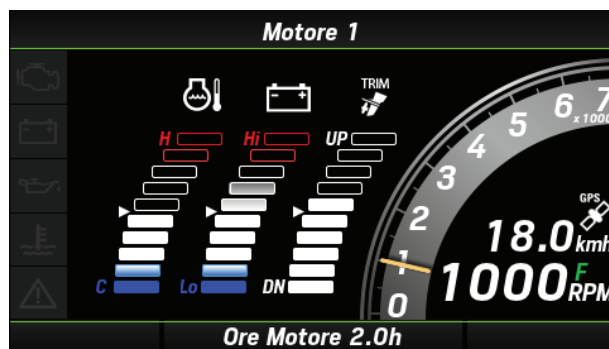 Motore 1
TRIM
H
Hi
UP
C
Lo
DN
7
6
x 1000
5
4
3
2
1
0
GPS
18.0 kmh
F
1000 RPM
Ore Motore 2.0h